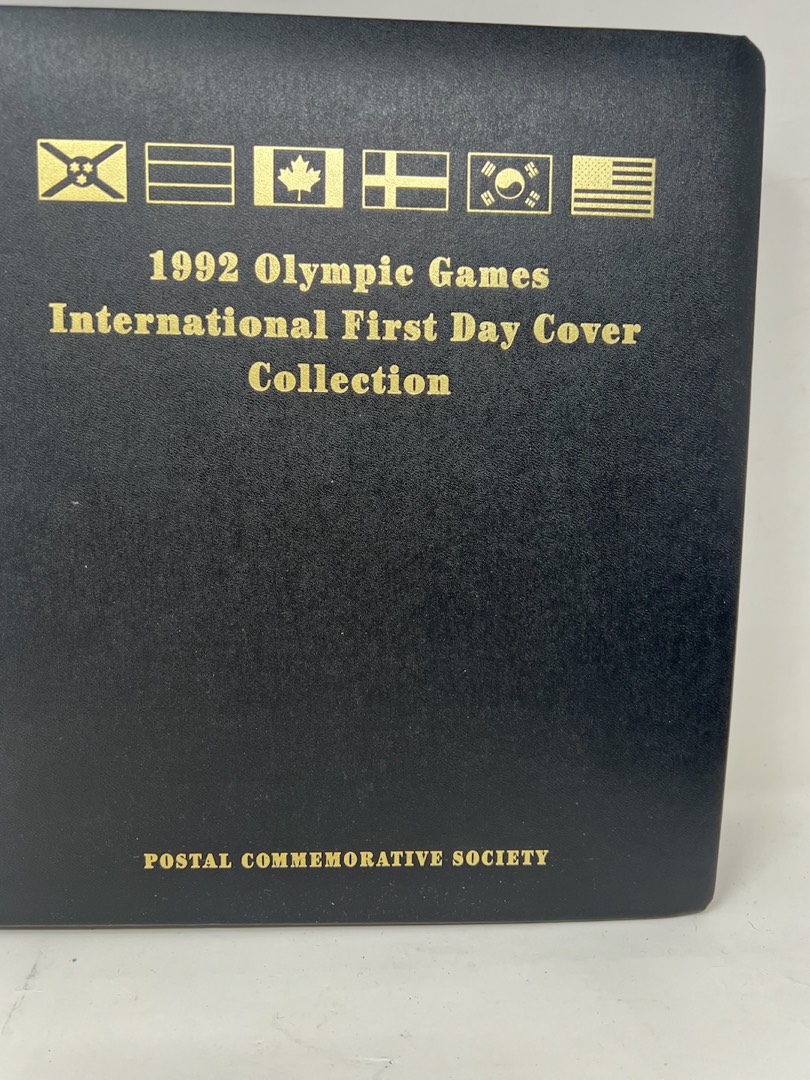 1992 Olympic Games
International First Day Cover
Collection
POSTAL COMMEMORATIVE SOCIETY